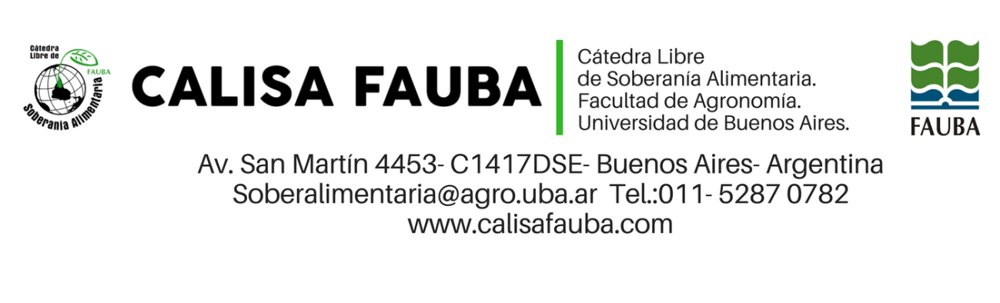 Cátedra
Libre de
FAUBA
Soberanía Alimentaria
CALISA FAUBA
Cátedra Libre
de Soberanía Alimentaria.
Facultad de Agronomía.
Universidad de Buenos Aires.
FAUBA
Av. San Martín 4453- C1417DSE- Buenos Aires- Argentina
Soberalimentaria@agro.uba.ar Tel.:011- 5287 0782
www.calisafauba.com